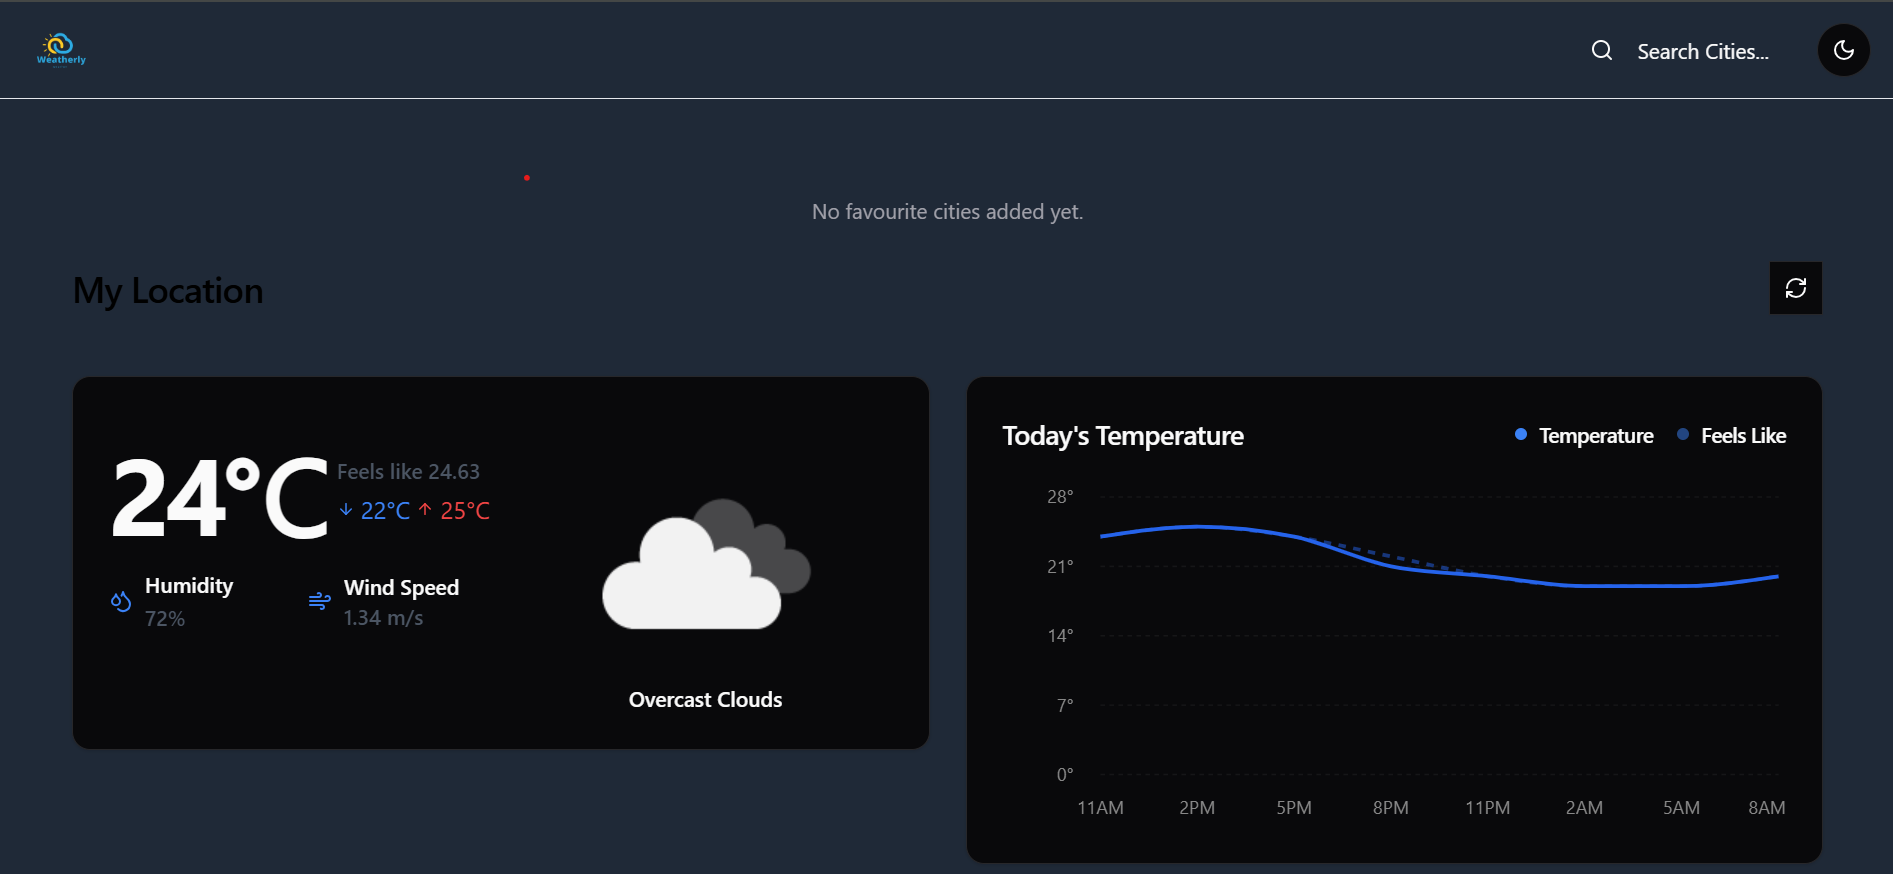 Weatherly
Search Cities...
No favourite cities added yet.
My Location
24°C
Feels like 24.63
22°C 25°C
Humidity
72%
Wind Speed
1.34 m/s
Overcast Clouds
Today's Temperature
Temperature
Feels Like
28°
21°
14°
7°
0°
11AM 2PM 5PM 8PM 11PM 2AM 5AM 8AM